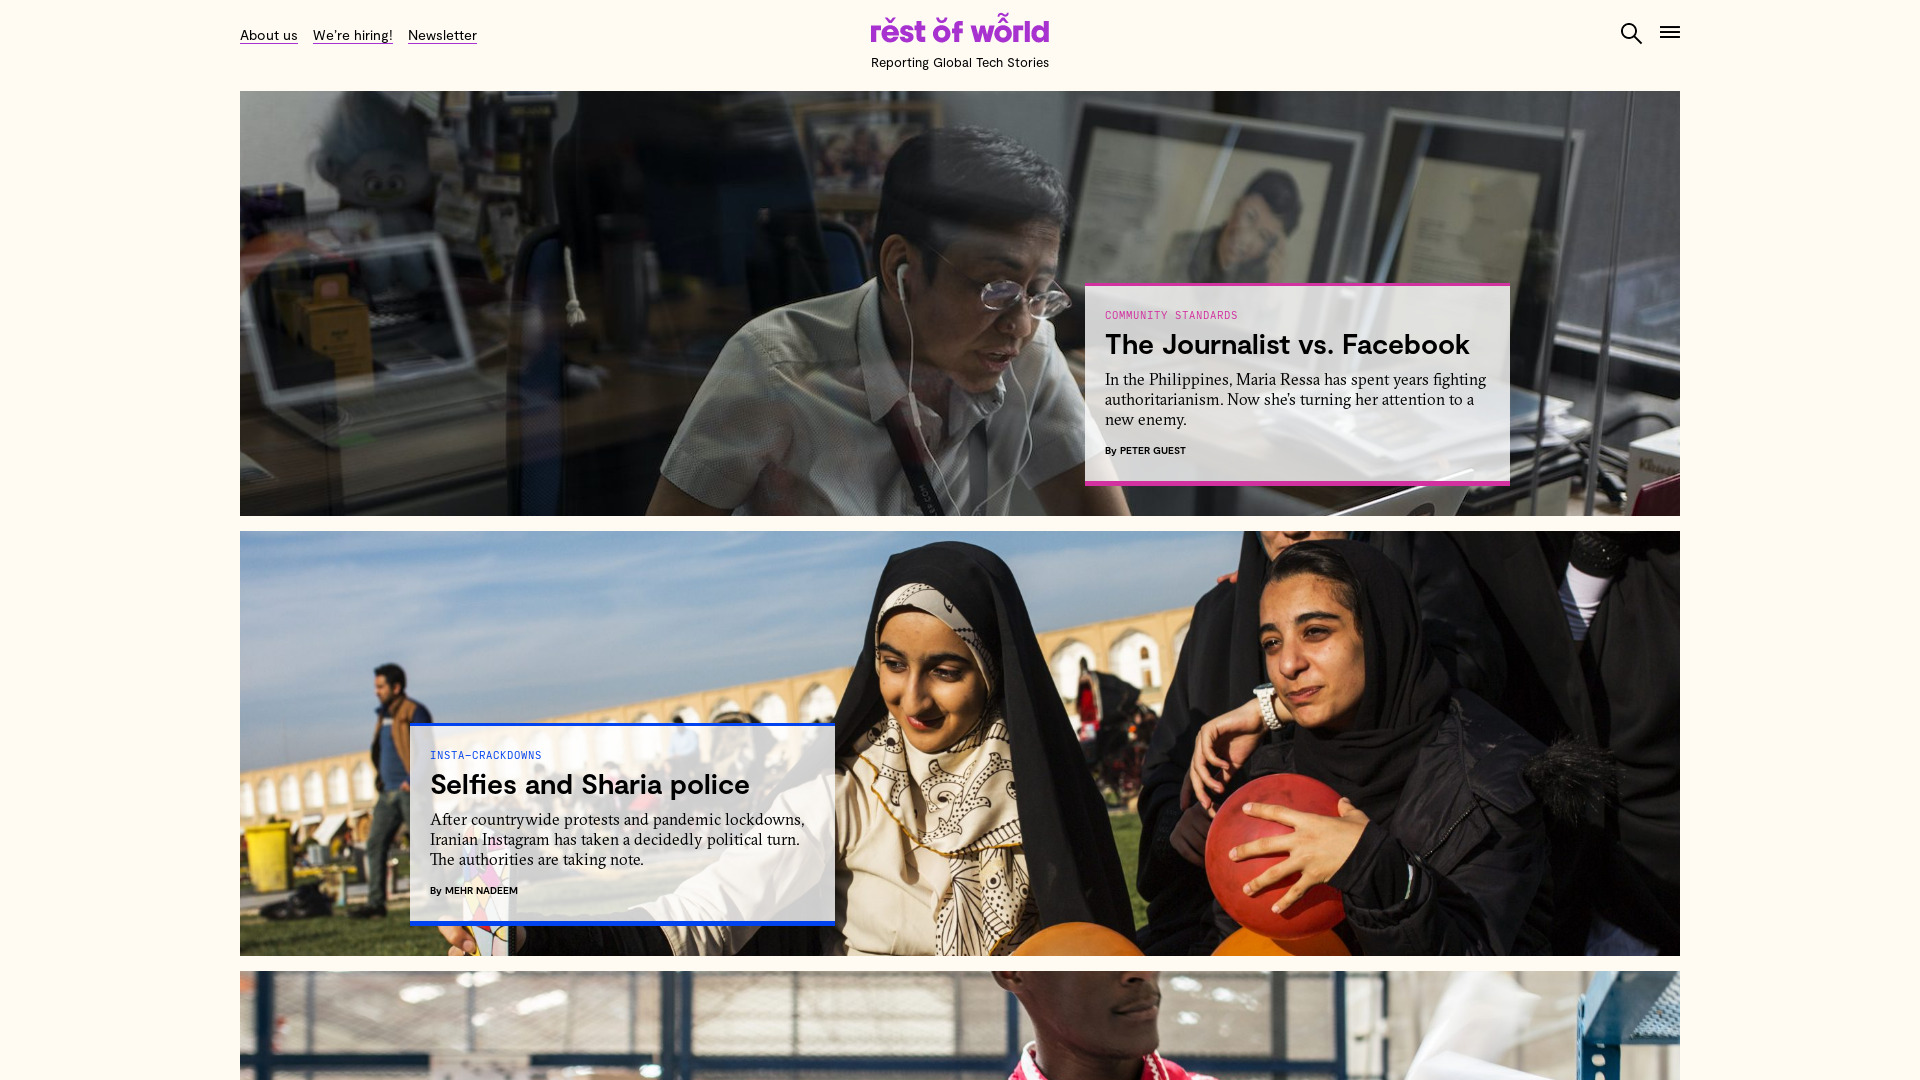 About us We're hiring! Newsletter
rest of world
Reporting Global Tech Stories
COMMUNITY STANDARDS
The Journalist vs. Facebook
In the Philippines, Maria Ressa has spent years fighting
authoritarianism. Now she's turning her attention to a
new enemy.
By PETER GUEST
INSTA-CRACKDOWNS
Selfies and Sharia police
After countrywide protests and pandemic lockdowns,
Iranian Instagram has taken a decidedly political turn.
The authorities are taking note.
By MEHR NADEEM